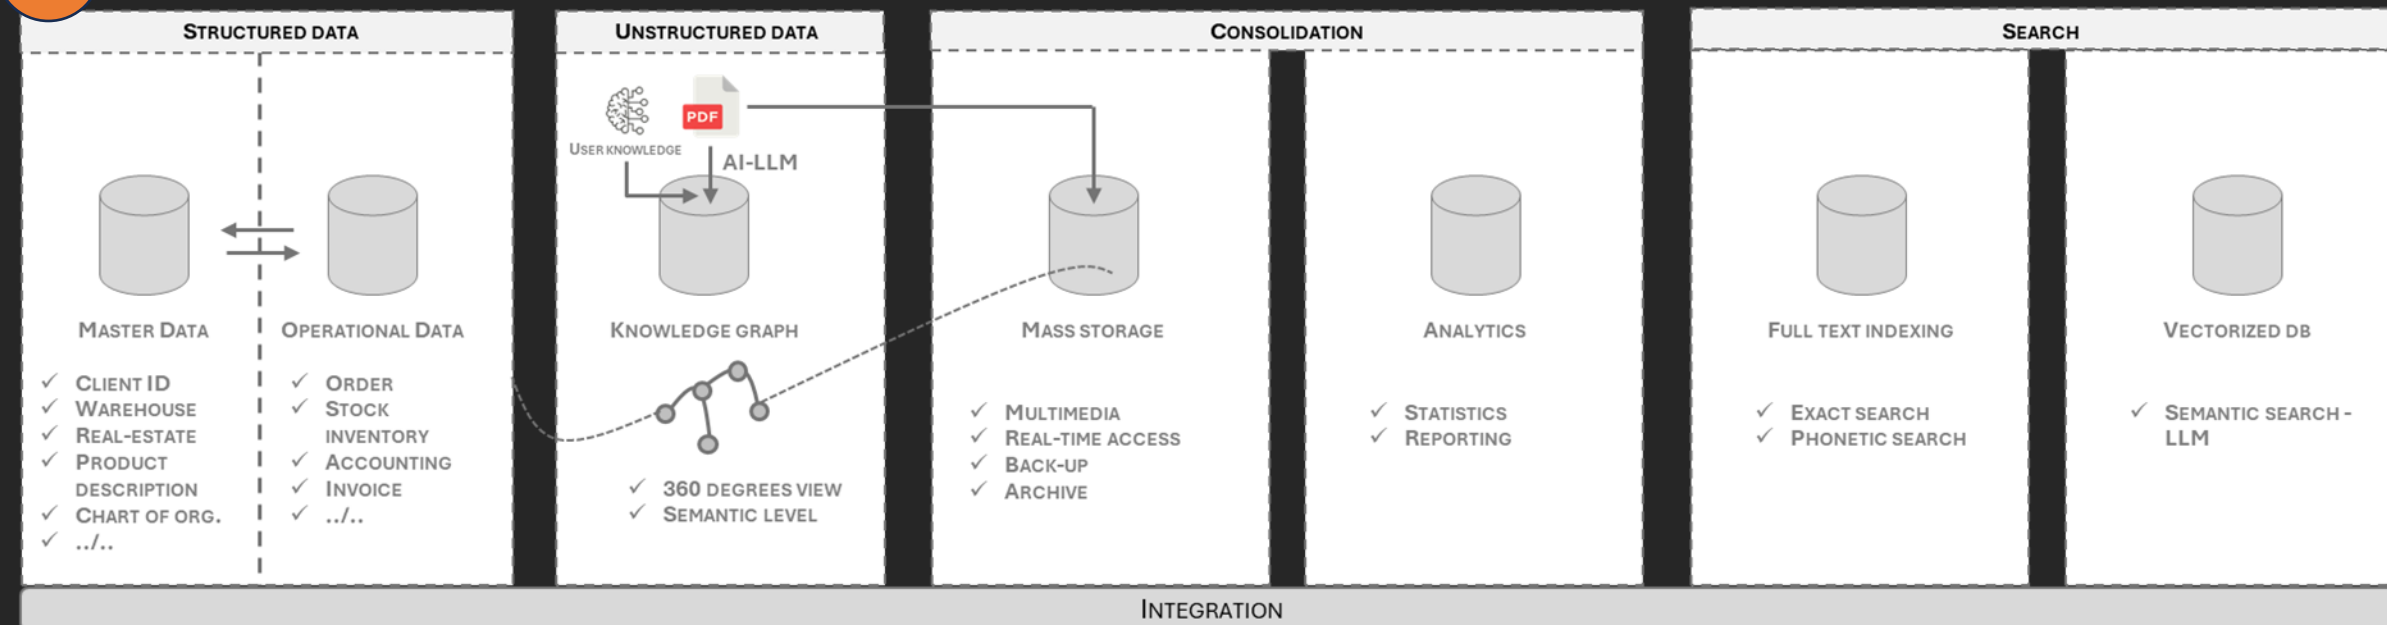 STRUCTURED DATA
UNSTRUCTURED DATA
CONSOLIDATION
SEARCH
PDF
USER KNOWLEDGE
AI-LLM
MASTER DATA
OPERATIONAL DATA
KNOWLEDGE GRAPH
MASS STORAGE
ANALYTICS
FULL TEXT INDEXING
VECTORIZED DB
✓ CLIENT ID
✓ WAREHOUSE
✓ REAL-ESTATE
✓ PRODUCT
DESCRIPTION
✓ CHART OF ORG.
✓ ../..
✓ ORDER
✓ STOCK
INVENTORY
✓ ACCOUNTING
✓ INVOICE
✓ ../..
✓ 360 DEGREES VIEW
✓ SEMANTIC LEVEL
✓ MULTIMEDIA
✓ REAL-TIME ACCESS
✓ BACK-UP
✓ ARCHIVE
✓ STATISTICS
✓ REPORTING
✓ EXACT SEARCH
✓ PHONETIC SEARCH
✓ SEMANTIC SEARCH -
LLM
INTEGRATION